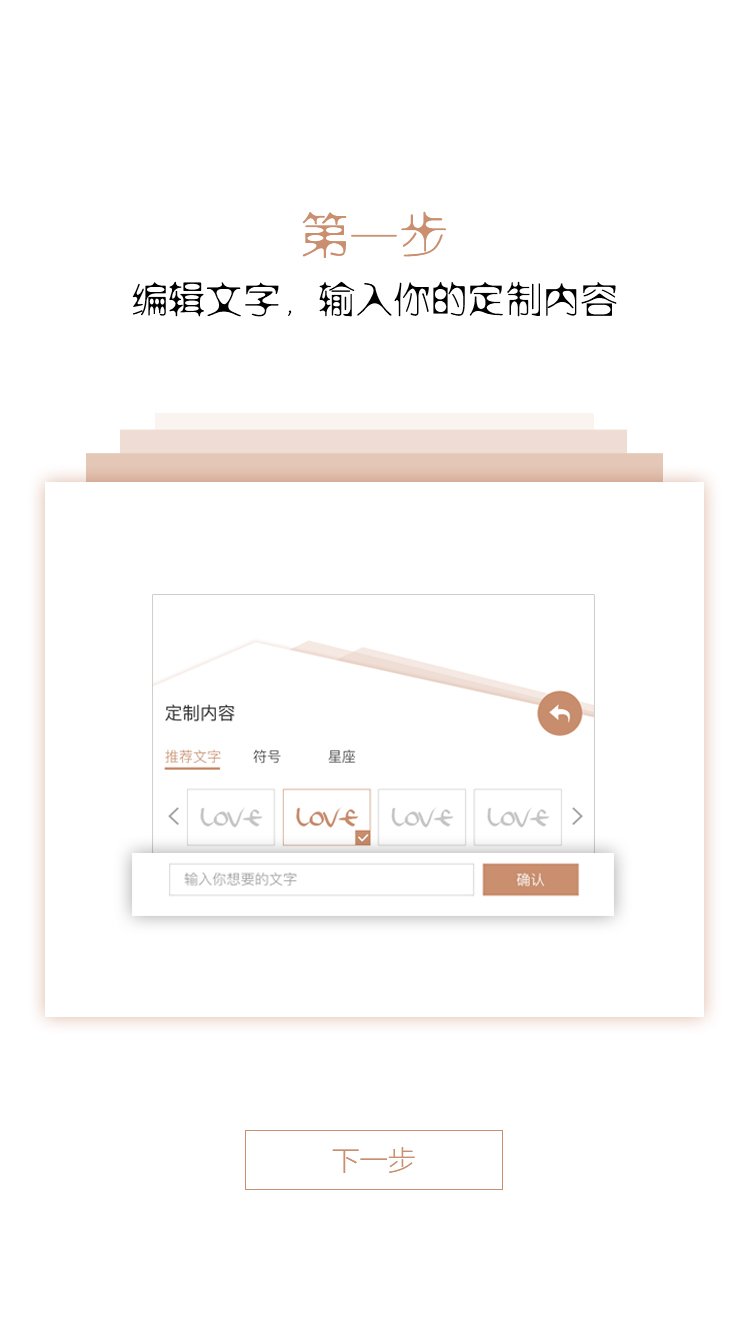 第一步
编辑文字，输入你的定制内容
定制内容
推荐文字 符号 星座
LOVE LOVE LOVE LOVE
输入你想要的文字 确认
下一步